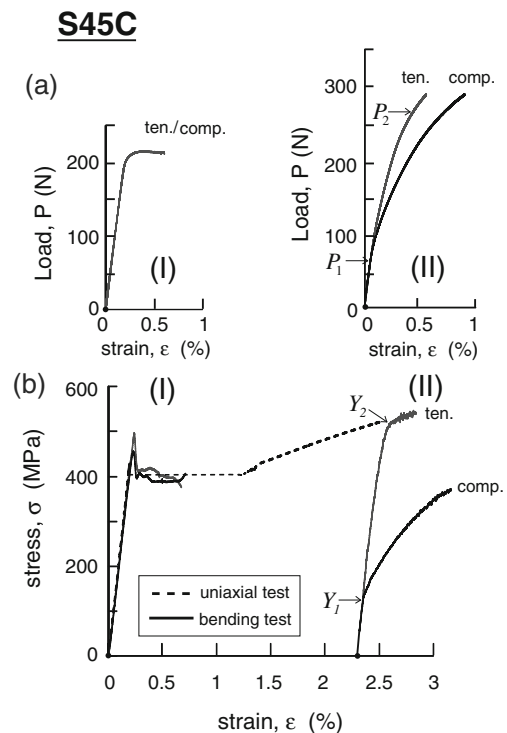 S45C
(a)
ten./comp.
Load, P (N)
200
100
0
(I)
0 0.5 1
strain, ε (%)
ten. comp.
P2
Load, P (N)
300
200
100
0
P1
(II)
0 0.5 1
strain, ε (%)
(b)
(I)
(II)
stress, σ (MPa)
600
400
200
0
Y2
ten.
comp.
Y1
uniaxial test
bending test
0 0.5 1 1.5 2 2.5 3
strain, ε (%)